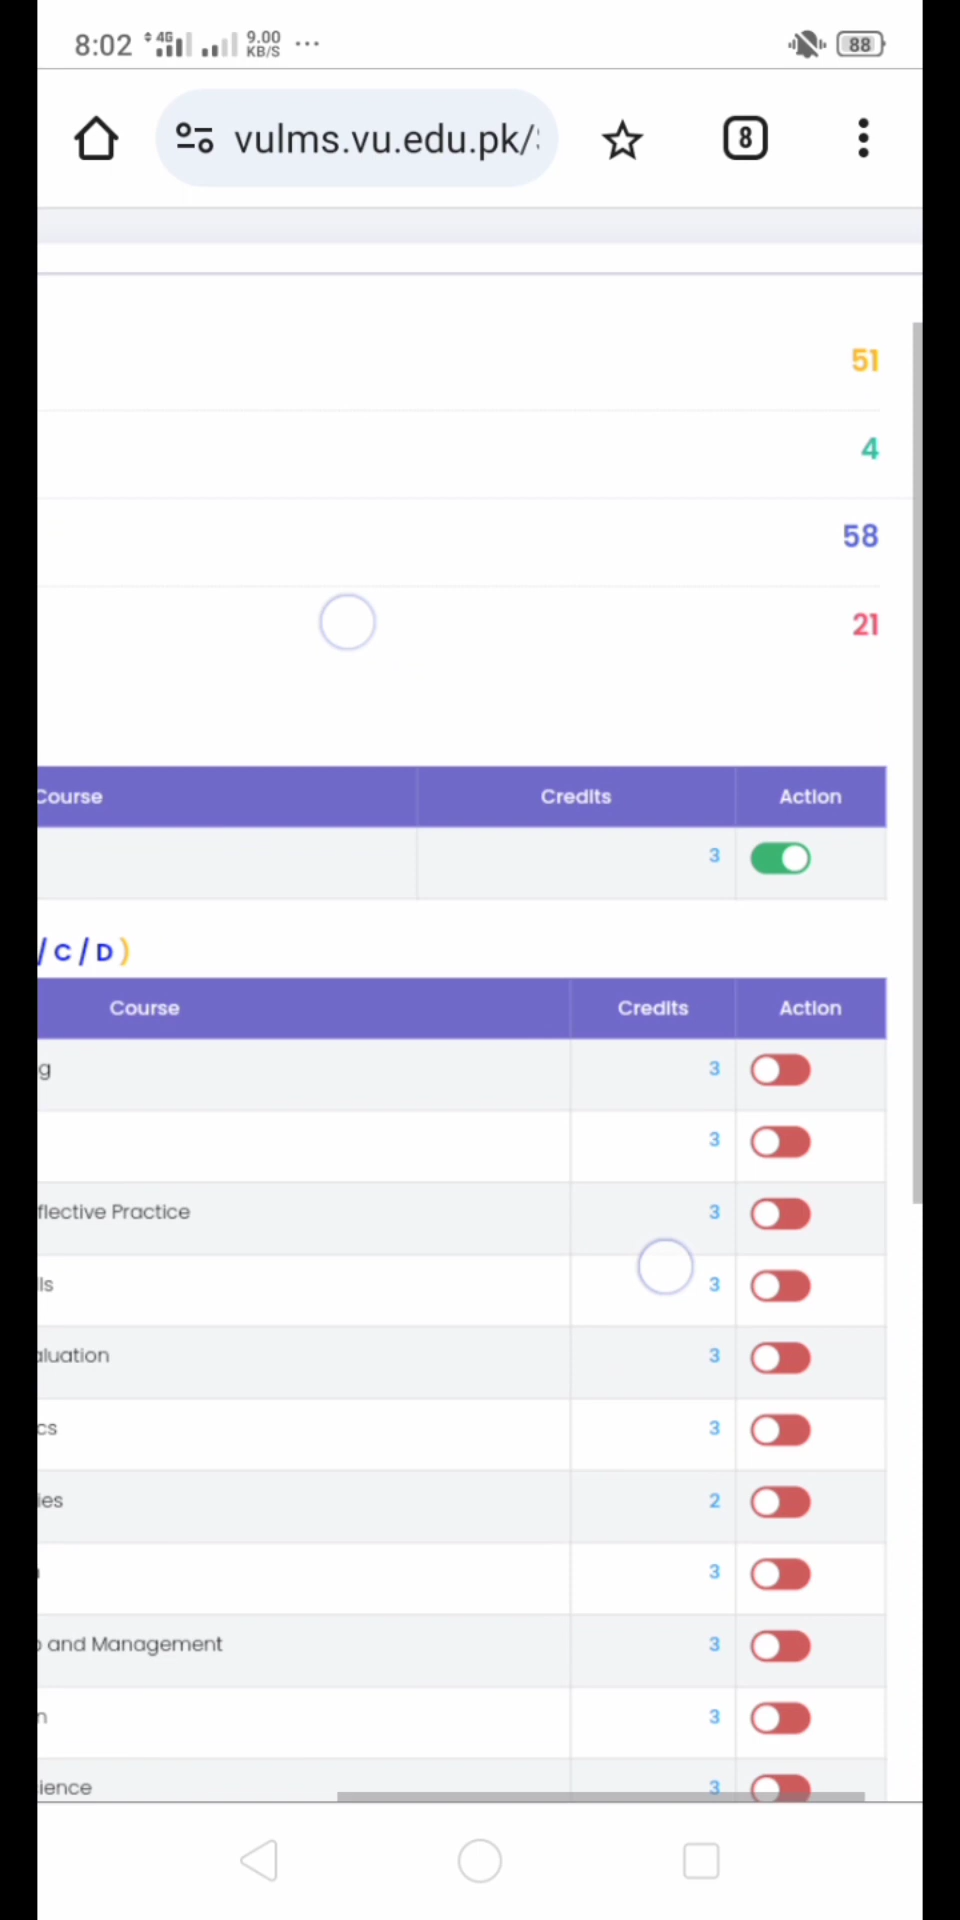 8:02 4G 9.00 KB/S ... 88
vulms.vu.edu.pk/ 8
51
4
58
21
Course Credits Action
3
/ C / D )
Course Credits Action
g 3
3
flective Practice 3
ls 3
aluation 3
cs 3
ies 2
3
and Management 3
n 3
ience 3